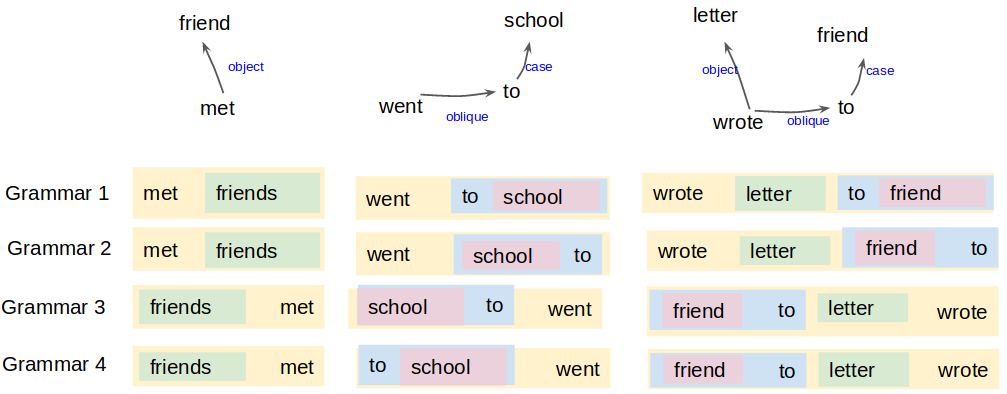 friend
object
met
school
case
went
to
oblique
letter
friend
object
case
wrote
oblique
to
Grammar 1 met friends went to school wrote letter to friend
Grammar 2 met friends went school to wrote letter friend to
Grammar 3 friends met school to went friend to letter wrote
Grammar 4 friends met to school went friend to letter wrote